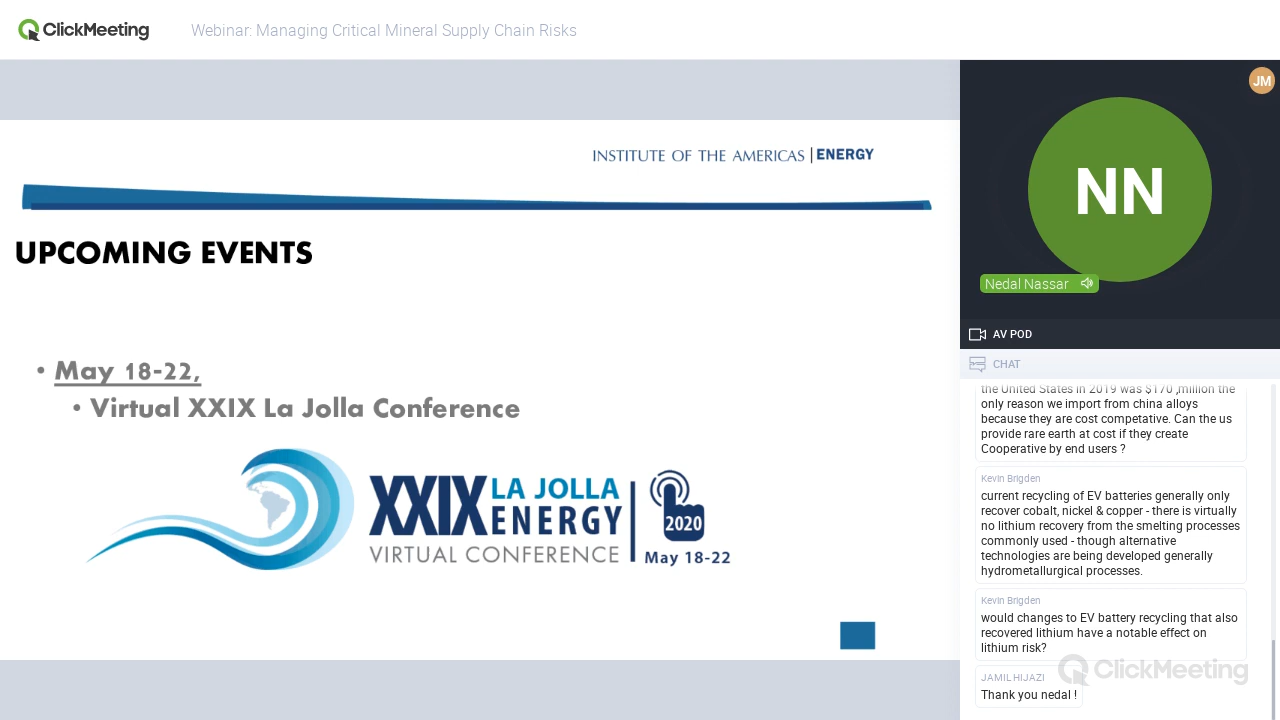 ClickMeeting
Webinar: Managing Critical Mineral Supply Chain Risks
INSTITUTE OF THE AMERICAS | ENERGY
UPCOMING EVENTS
• May 18-22,
• Virtual XXIX La Jolla Conference
XXIX LA JOLLA
ENERGY
VIRTUAL CONFERENCE
2020
May 18-22
JM
NN
Nedal Nassar
AV POD
CHAT
the United States in 2019 was $170 ,million the
only reason we import from china alloys
because they are cost competative. Can the us
provide rare earth at cost if they create
Cooperative by end users ?
Kevin Brigden
current recycling of EV batteries generally only
recover cobalt, nickel & copper - there is virtually
no lithium recovery from the smelting processes
commonly used - though alternative
technologies are being developed generally
hydrometallurgical processes.
Kevin Brigden
would changes to EV battery recycling that also
recovered lithium have a notable effect on
lithium risk?
ClickMeeting
JAMIL HIJAZI
Thank you nedal !